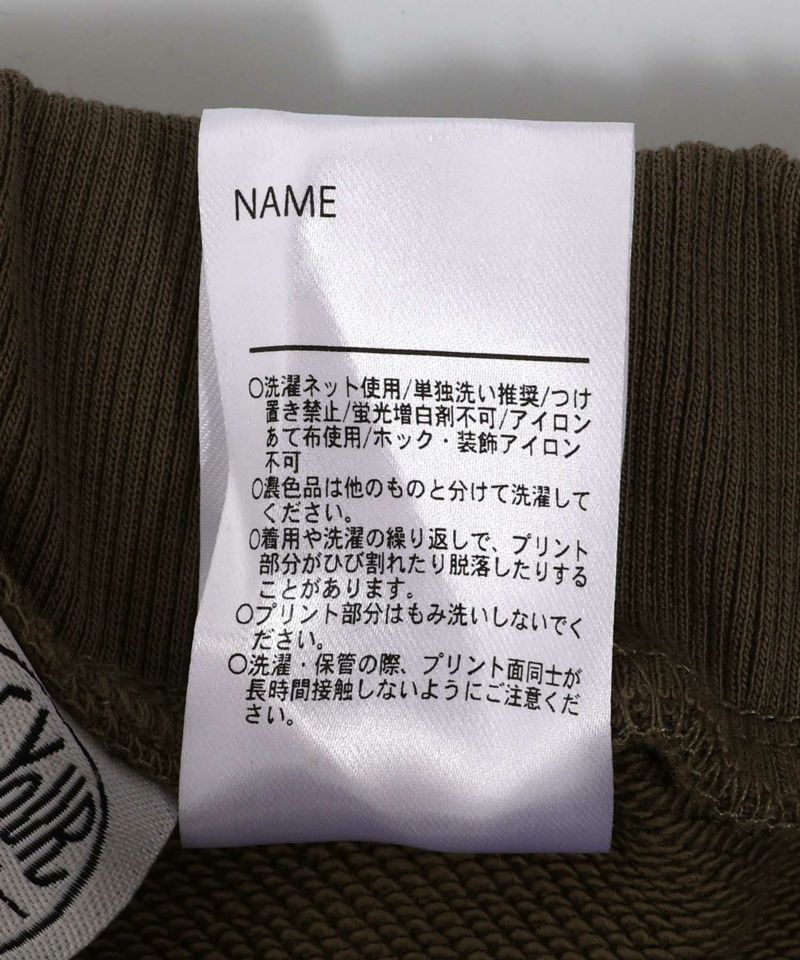 NAME
○洗濯ネット使用/単独洗い推奨/つけ
置き禁止/蛍光増白剤不可/アイロン
あて布使用/ホック・装飾アイロン
不可
○濃色品は他のものと分けて洗濯して
ください。
○着用や洗濯の繰り返しで、プリント
部分がひび割れたり脱落したりする
ことがあります。
○プリント部分はもみ洗いしないでく
ださい。
○洗濯・保管の際、プリント面同士が
長時間接触しないようにご注意くだ
さい。
YOUR